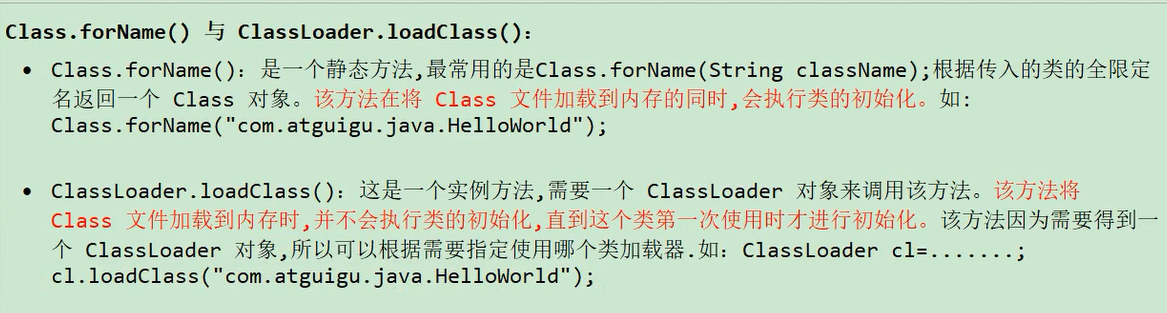 Class.forName() 与 ClassLoader.loadClass():
• Class.forName(): 是一个静态方法,最常用的是Class.forName(String className);根据传入的类的全限定
名返回一个 Class 对象。该方法在将 Class 文件加载到内存的同时,会执行类的初始化。如:
Class.forName("com.atguigu.java.HelloWorld");
• ClassLoader.loadClass(): 这是一个实例方法,需要一个 ClassLoader 对象来调用该方法。该方法将
Class 文件加载到内存时,并不会执行类的初始化,直到这个类第一次使用时才进行初始化。该方法因为需要得到一
个 ClassLoader 对象,所以可以根据需要指定使用哪个类加载器.如: ClassLoader cl=.......;
cl.loadClass("com.atguigu.java.HelloWorld");